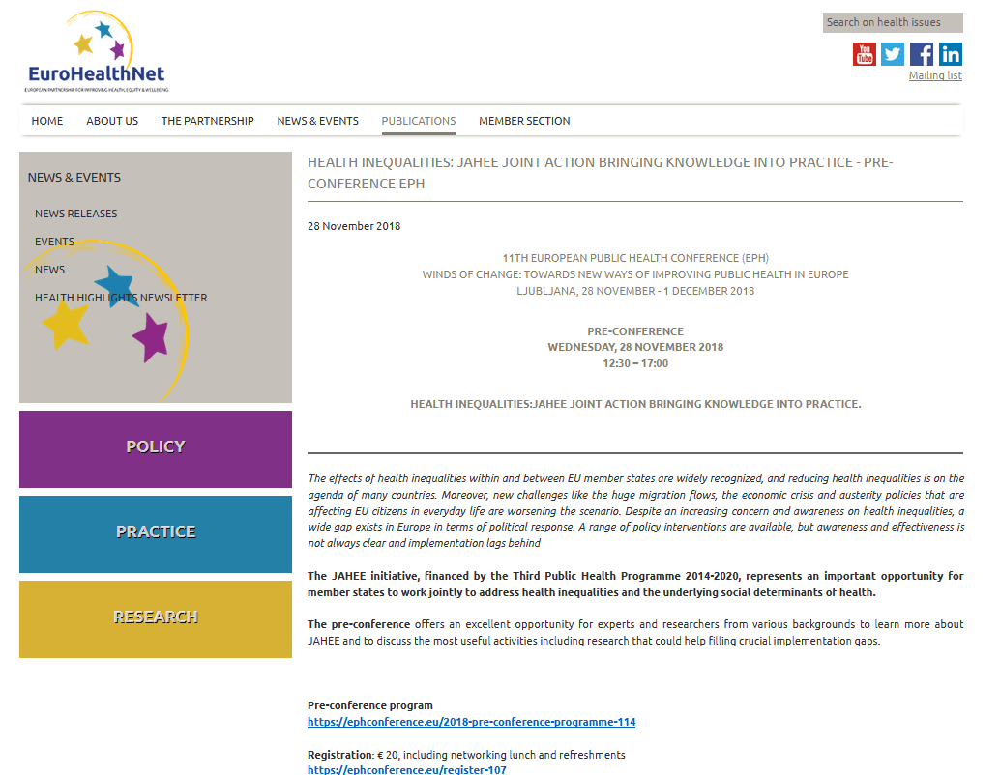 EuroHealthNet
EUROPEAN PARTNERSHIP FOR IMPROVING HEALTH, EQUITY & WELLBEING
Search on health issues
You
Tube
Mailing list
HOME ABOUT US THE PARTNERSHIP NEWS & EVENTS PUBLICATIONS MEMBER SECTION
NEWS & EVENTS
NEWS RELEASES
EVENTS
NEWS
HEALTH HIGHLIGHTS NEWSLETTER
POLICY
PRACTICE
RESEARCH
HEALTH INEQUALITIES: JAHEE JOINT ACTION BRINGING KNOWLEDGE INTO PRACTICE - PRE-
CONFERENCE EPH
28 November 2018
11TH EUROPEAN PUBLIC HEALTH CONFERENCE (EPH)
WINDS OF CHANGE: TOWARDS NEW WAYS OF IMPROVING PUBLIC HEALTH IN EUROPE
LJUBLJANA, 28 NOVEMBER - 1 DECEMBER 2018
PRE-CONFERENCE
WEDNESDAY, 28 NOVEMBER 2018
12:30 – 17:00
HEALTH INEQUALITIES:JAHEE JOINT ACTION BRINGING KNOWLEDGE INTO PRACTICE.
The effects of health inequalities within and between EU member states are widely recognized, and reducing health inequalities is on the
agenda of many countries. Moreover, new challenges like the huge migration flows, the economic crisis and austerity policies that are
affecting EU citizens in everyday life are worsening the scenario. Despite an increasing concern and awareness on health inequalities, a
wide gap exists in Europe in terms of political response. A range of policy interventions are available, but awareness and effectiveness is
not always clear and implementation lags behind
The JAHEE initiative, financed by the Third Public Health Programme 2014-2020, represents an important opportunity for
member states to work jointly to address health inequalities and the underlying social determinants of health.
The pre-conference offers an excellent opportunity for experts and researchers from various backgrounds to learn more about
JAHEE and to discuss the most useful activities including research that could help filling crucial implementation gaps.
Pre-conference program
https://ephconference.eu/2018-pre-conference-programme-114
Registration: € 20, including networking lunch and refreshments
https://ephconference.eu/register-107